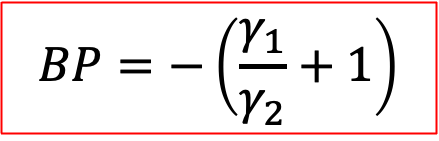 BP = −(γ₁/γ₂ + 1)